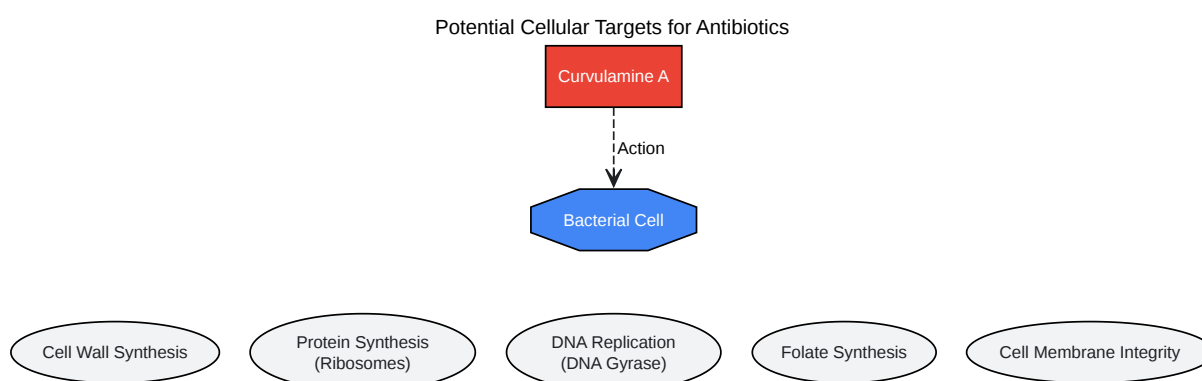 Potential Cellular Targets for Antibiotics
Curvulamine A
Action
Bacterial Cell
Cell Wall Synthesis
Protein Synthesis
(Ribosomes)
DNA Replication
(DNA Gyrase)
Folate Synthesis
Cell Membrane Integrity